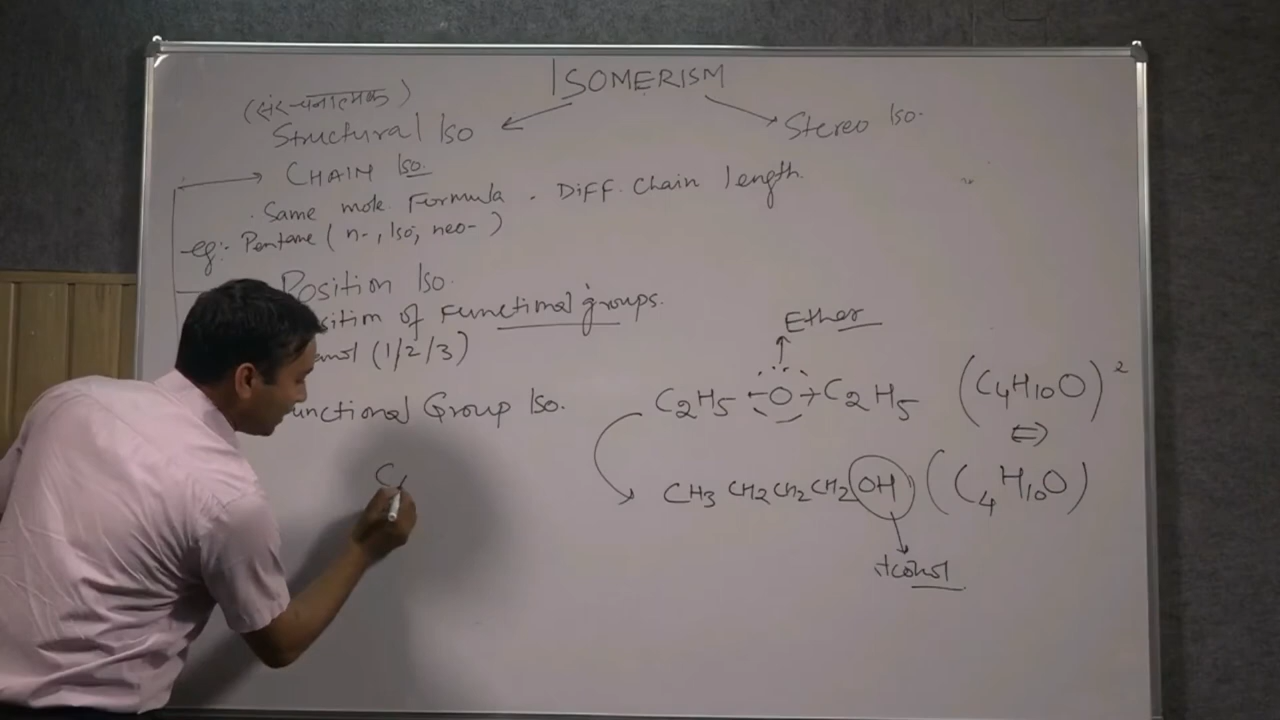 ISOMERISM
(संरचनात्मक)
Structural Iso
Stereo Iso.
CHAIN Iso.
. Same mole. Formula . Diff. Chain length.
eg:- Pentane (n-, Iso, neo-)
Position Iso.
of Functional groups.
(1/2/3)
Functional Group Iso.
Ether
C2H5 - O + C2H5 (C4H10O) 2
⇔
CH3 CH2 CH2 CH2 OH (C4H10O)
Alcohol
C